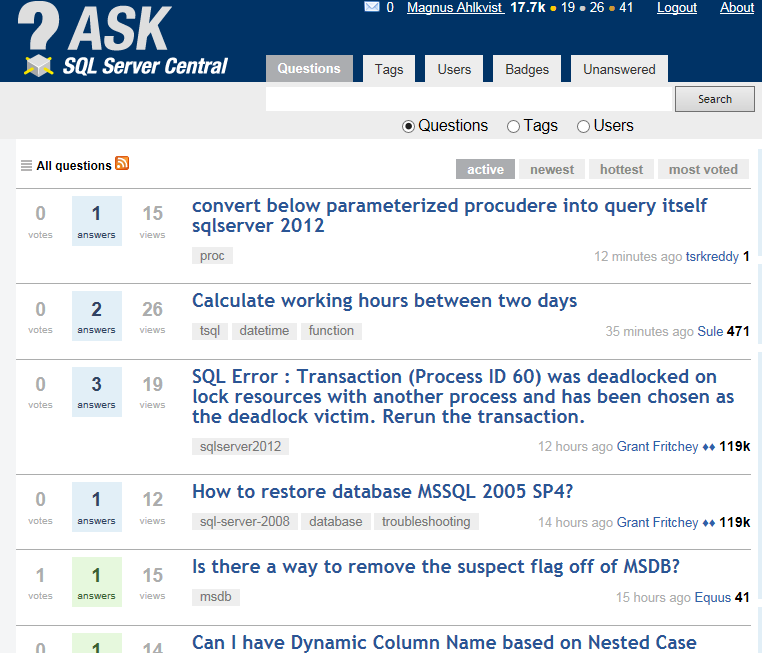 ? ASK
SQL Server Central
0 Magnus Ahlkvist 17.7k ● 19 ● 26 ● 41 Logout About
Questions Tags Users Badges Unanswered
Search
Questions Tags Users
All questions
active newest hottest most voted
0 votes 1 answers 15 views
convert below parameterized procudere into query itself
sqlserver 2012
proc
12 minutes ago tsrkreddy 1
0 votes 2 answers 26 views
Calculate working hours between two days
tsql datetime function
35 minutes ago Sule 471
0 votes 3 answers 19 views
SQL Error : Transaction (Process ID 60) was deadlocked on
lock resources with another process and has been chosen as
the deadlock victim. Rerun the transaction.
sqlserver2012
12 hours ago Grant Fritchey ♦♦ 119k
0 votes 1 answers 12 views
How to restore database MSSQL 2005 SP4?
sql-server-2008 database troubleshooting
14 hours ago Grant Fritchey ♦♦ 119k
1 votes 1 answers 15 views
Is there a way to remove the suspect flag off of MSDB?
msdb
15 hours ago Equus 41
0 1 14
Can I have Dynamic Column Name based on Nested Case